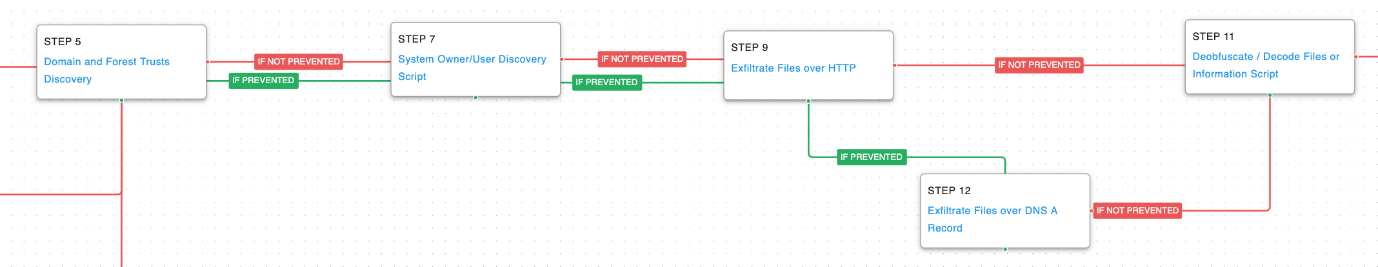 STEP 5
Domain and Forest Trusts
Discovery
IF NOT PREVENTED
IF PREVENTED
STEP 7
System Owner/User Discovery
Script
IF NOT PREVENTED
IF PREVENTED
STEP 9
Exfiltrate Files over HTTP
IF NOT PREVENTED
STEP 11
Deobfuscate / Decode Files or
Information Script
IF PREVENTED
STEP 12
Exfiltrate Files over DNS A
Record
IF NOT PREVENTED